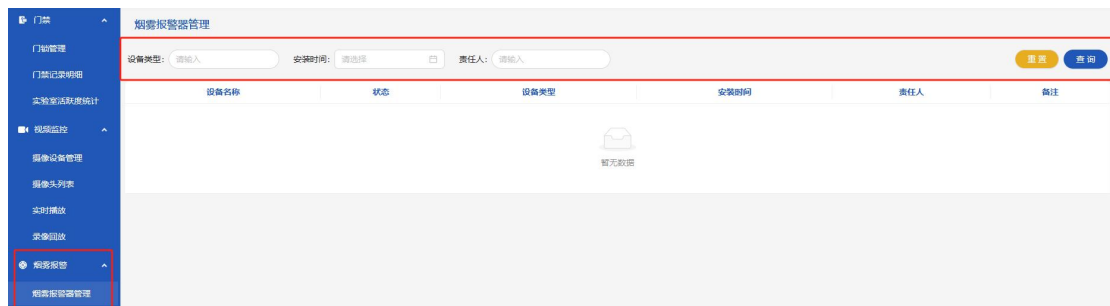 门禁
门锁管理
门禁记录明细
实验室活跃度统计
视频监控
摄像设备管理
摄像头列表
实时播放
录像回放
烟雾报警
烟雾报警器管理
烟雾报警器管理
设备类型: 请输入 安装时间: 请选择 责任人: 请输入 重置 查询
设备名称 状态 设备类型 安装时间 责任人 备注
暂无数据